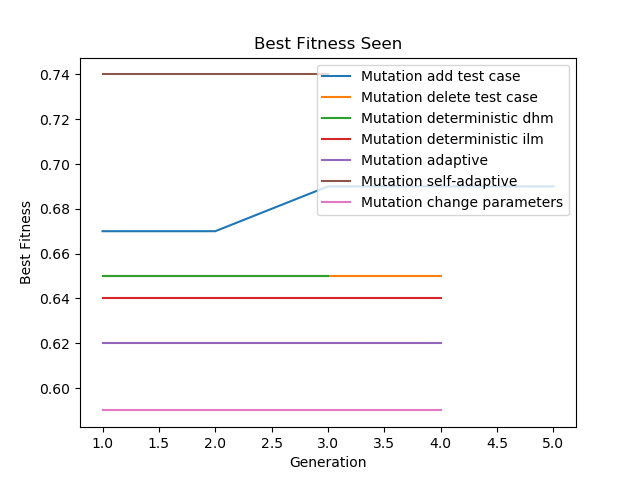 Best Fitness Seen
Mutation add test case
Mutation delete test case
Mutation deterministic dhm
Mutation deterministic ilm
Mutation adaptive
Mutation self-adaptive
Mutation change parameters
Best Fitness
0.74
0.72
0.70
0.68
0.66
0.64
0.62
0.60
1.0 1.5 2.0 2.5 3.0 3.5 4.0 4.5 5.0
Generation